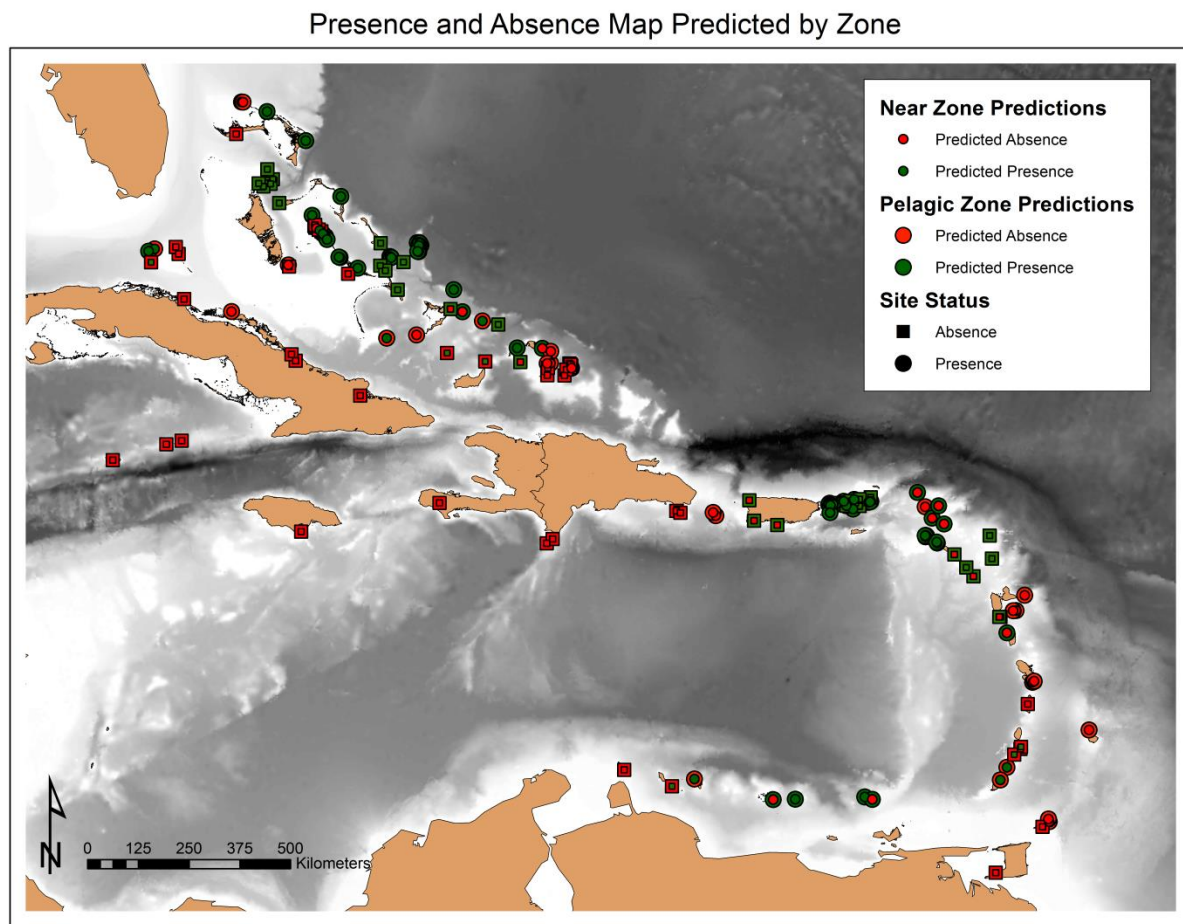 Presence and Absence Map Predicted by Zone
Near Zone Predictions
Predicted Absence
Predicted Presence
Pelagic Zone Predictions
Predicted Absence
Predicted Presence
Site Status
Absence
Presence
N
0 125 250 375 500
Kilometers